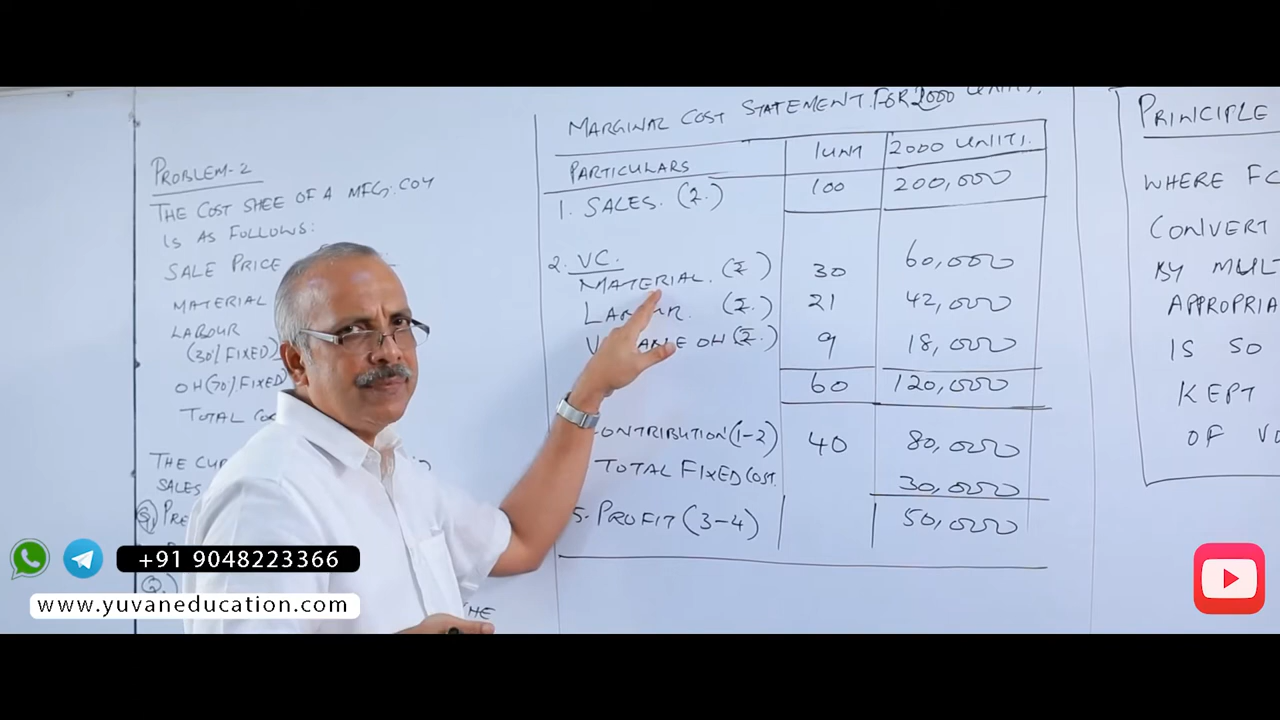 PROBLEM-2
THE COST SHEE OF A MFG. COY
IS AS FOLLOWS:
SALE PRICE
MATERIAL
LABOUR
(30% FIXED)
OH (70% FIXED)
TOTAL
THE
SALES
THE
MARGINAL COST STATEMENT FOR 2000 UNITS.
PARTICULARS 1 UNIT 2000 UNITS.
1. SALES. (₹.) 100 200,000
2. VC.
MATERIAL. (₹) 30 60,000
(₹.) 21 42,000
OH (₹.) 9 18,000
60 120,000
CONTRIBUTION (1-2) 40 80,000
TOTAL FIXED COST. 30,000
5. PROFIT (3-4) 50,000
PRINCIPLE
WHERE
CONVERT
BY
IS SO
KEPT
OF
+91 9048223366
www.yuvaneducation.com